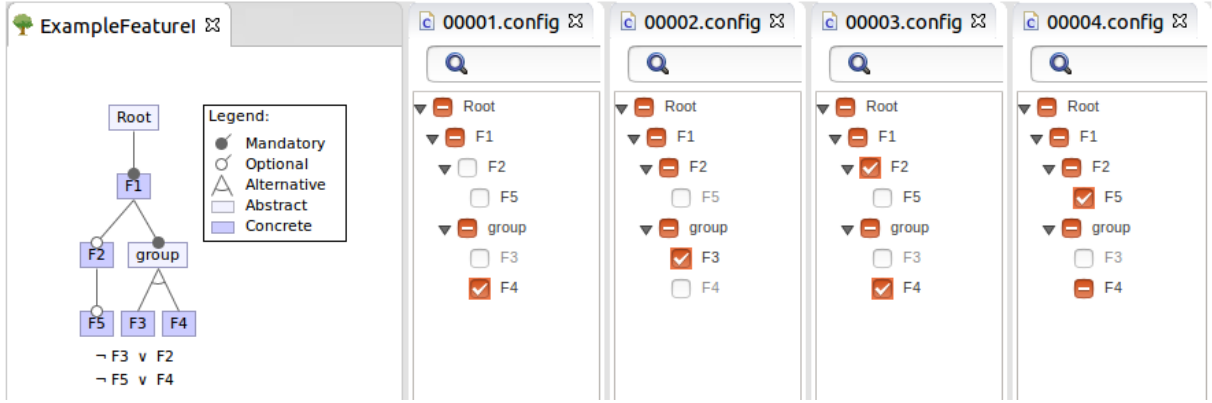 ExampleFeatureI
Root
F1
F2
group
F5
F3
F4
¬ F3 ∨ F2
¬ F5 ∨ F4
Legend:
Mandatory
Optional
Alternative
Abstract
Concrete
00001.config
Root
F1
F2
F5
group
F3
F4
00002.config
Root
F1
F2
F5
group
F3
F4
00003.config
Root
F1
F2
F5
group
F3
F4
00004.config
Root
F1
F2
F5
group
F3
F4